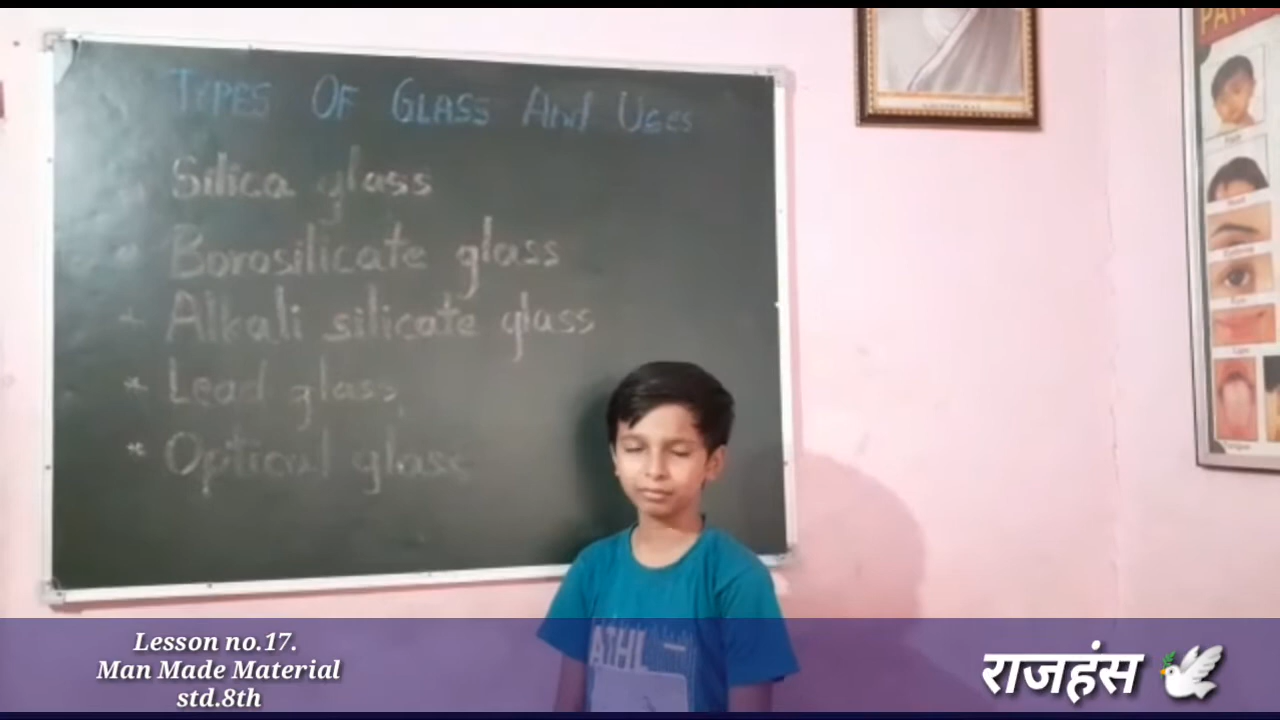 TYPES OF GLASS And Uses
Silica glass
Borosilicate glass
* Alkali silicate glass
* Lead glass
* Optical glass
ATHL
Lesson no.17.
Man Made Material
std.8th
राजहंस